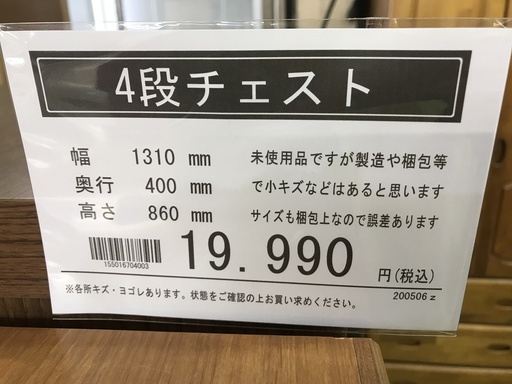 4段チェスト
幅 1310 mm 未使用品ですが製造や梱包等
奥行 400 mm で小キズなどはあると思います
高さ 860 mm サイズも梱包上なので誤差あります
155016704003 19.990 円(税込)
※各所キズ・ヨゴレあります。状態をご確認の上お買い求めください。 200506 z